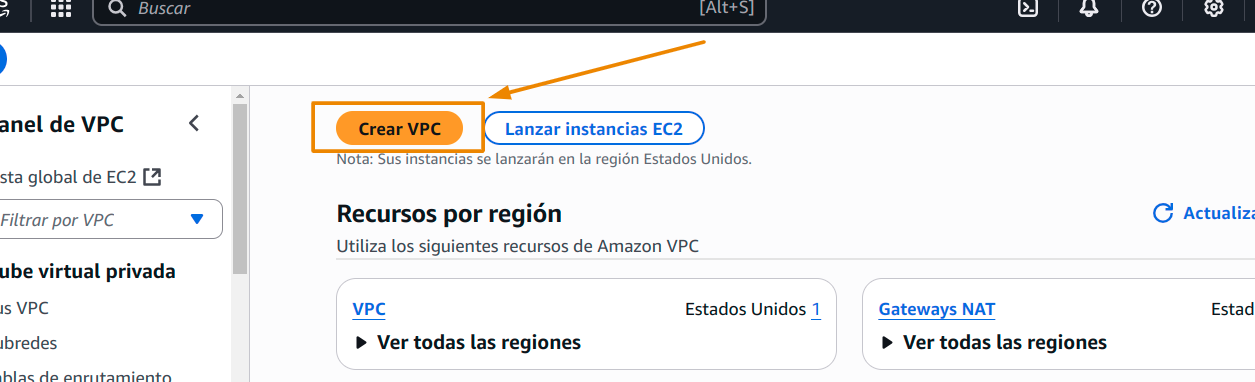 Buscar [Alt+S]
anel de VPC
sta global de EC2
Filtrar por VPC
ube virtual privada
us VPC
ubredes
blas de enrutamiento
Crear VPC Lanzar instancias EC2
Nota: Sus instancias se lanzarán en la región Estados Unidos.
Recursos por región Actualiza
Utiliza los siguientes recursos de Amazon VPC
VPC Estados Unidos 1
Ver todas las regiones
Gateways NAT Estad
Ver todas las regiones